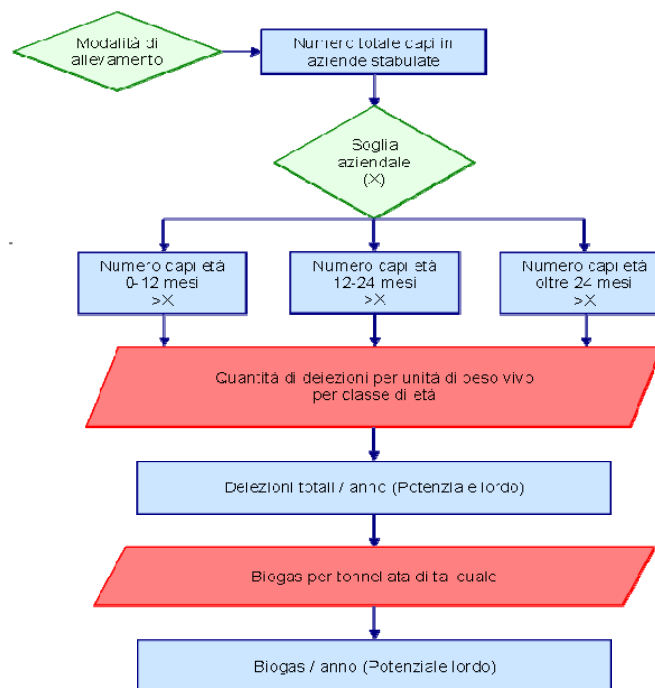 Modalità di
allevamento
Numero totale capi in
aziende stabulate
Soglia
aziendale
(X)
Numero capi età
0-12 mesi
>X
Numero capi età
12-24 mesi
>X
Numero capi età
oltre 24 mesi
>X
Quantità di deiezioni per unità di peso vivo
per classe di età
Deiezioni totali / anno (Potenziale lordo)
Biogas per tonnellata di tal quale
Biogas / anno (Potenziale lordo)